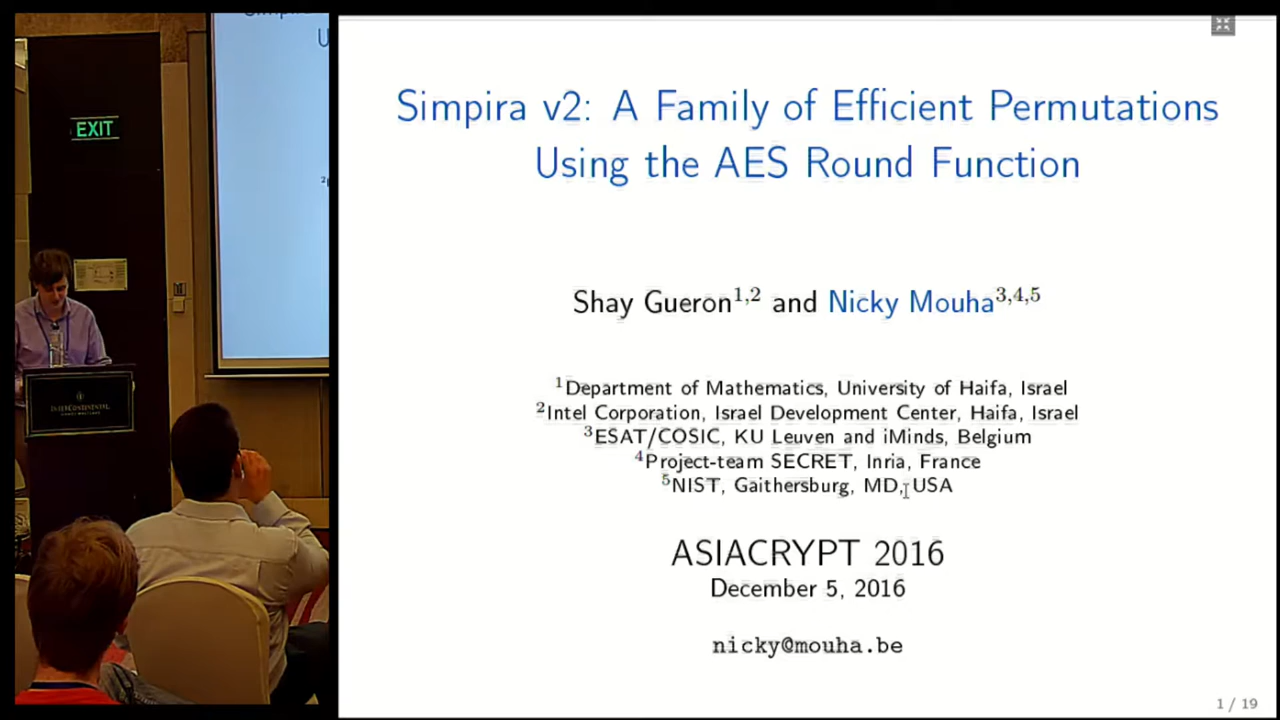 EXIT
INTERCONTINENTAL
Simpira v2: A Family of Efficient Permutations
Using the AES Round Function
Shay Gueron1,2 and Nicky Mouha3,4,5
1Department of Mathematics, University of Haifa, Israel
2Intel Corporation, Israel Development Center, Haifa, Israel
3ESAT/COSIC, KU Leuven and iMinds, Belgium
4Project-team SECRET, Inria, France
5NIST, Gaithersburg, MD, USA
ASIACRYPT 2016
December 5, 2016
nicky@mouha.be
1 / 19